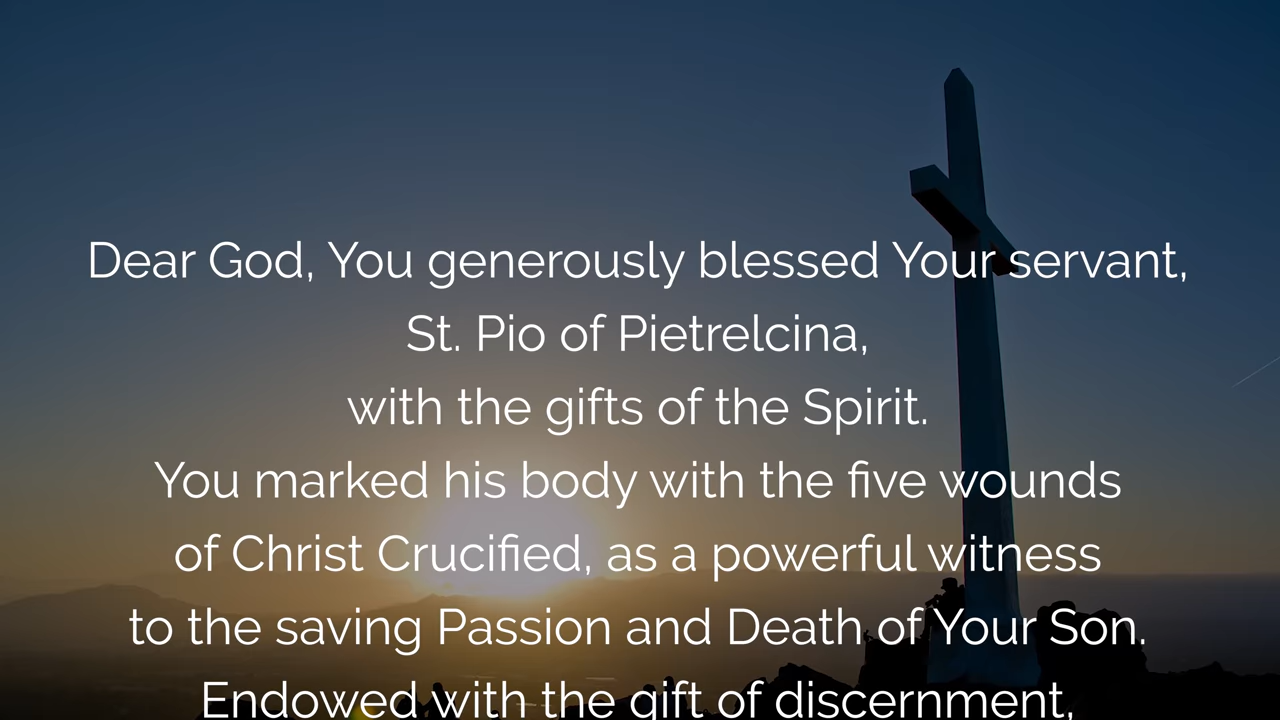 Dear God, You generously blessed Your servant,
St. Pio of Pietrelcina,
with the gifts of the Spirit.
You marked his body with the five wounds
of Christ Crucified, as a powerful witness
to the saving Passion and Death of Your Son.
Endowed with the gift of discernment,